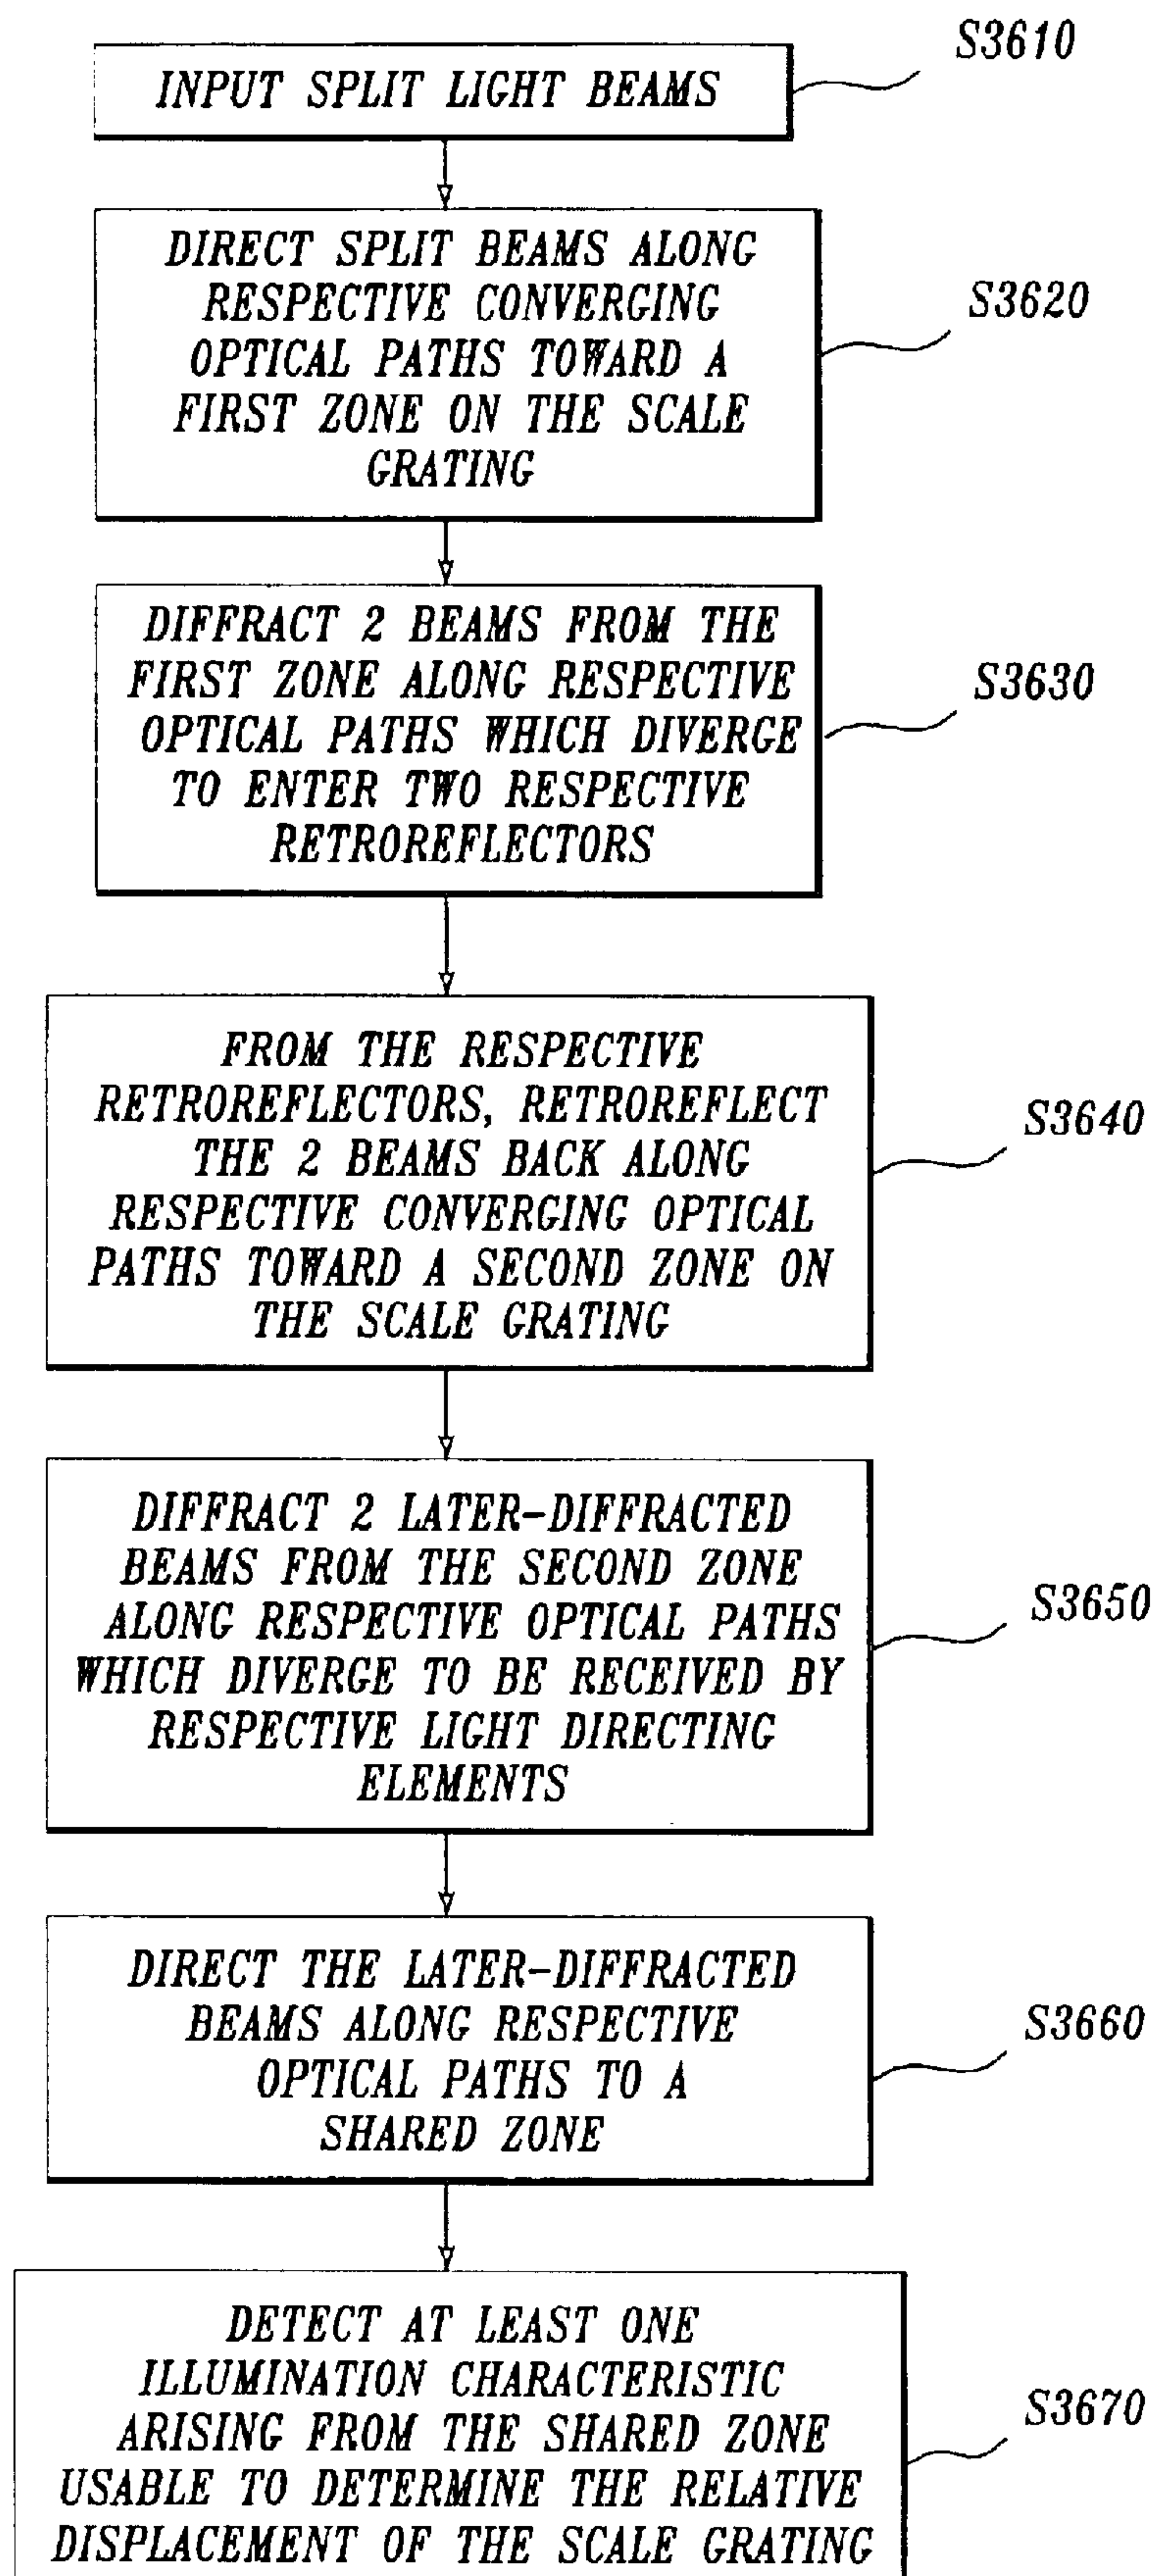 S3610
INPUT SPLIT LIGHT BEAMS
DIRECT SPLIT BEAMS ALONG
RESPECTIVE CONVERGING
OPTICAL PATHS TOWARD A
FIRST ZONE ON THE SCALE
GRATING
S3620
DIFFRACT 2 BEAMS FROM THE
FIRST ZONE ALONG RESPECTIVE
OPTICAL PATHS WHICH DIVERGE
TO ENTER TWO RESPECTIVE
RETROREFLECTORS
S3630
FROM THE RESPECTIVE
RETROREFLECTORS, RETROREFLECT
THE 2 BEAMS BACK ALONG
RESPECTIVE CONVERGING OPTICAL
PATHS TOWARD A SECOND ZONE ON
THE SCALE GRATING
S3640
DIFFRACT 2 LATER-DIFFRACTED
BEAMS FROM THE SECOND ZONE
ALONG RESPECTIVE OPTICAL PATHS
WHICH DIVERGE TO BE RECEIVED BY
RESPECTIVE LIGHT DIRECTING
ELEMENTS
S3650
DIRECT THE LATER-DIFFRACTED
BEAMS ALONG RESPECTIVE
OPTICAL PATHS TO A
SHARED ZONE
S3660
DETECT AT LEAST ONE
ILLUMINATION CHARACTERISTIC
ARISING FROM THE SHARED ZONE
USABLE TO DETERMINE THE RELATIVE
DISPLACEMENT OF THE SCALE GRATING
S3670